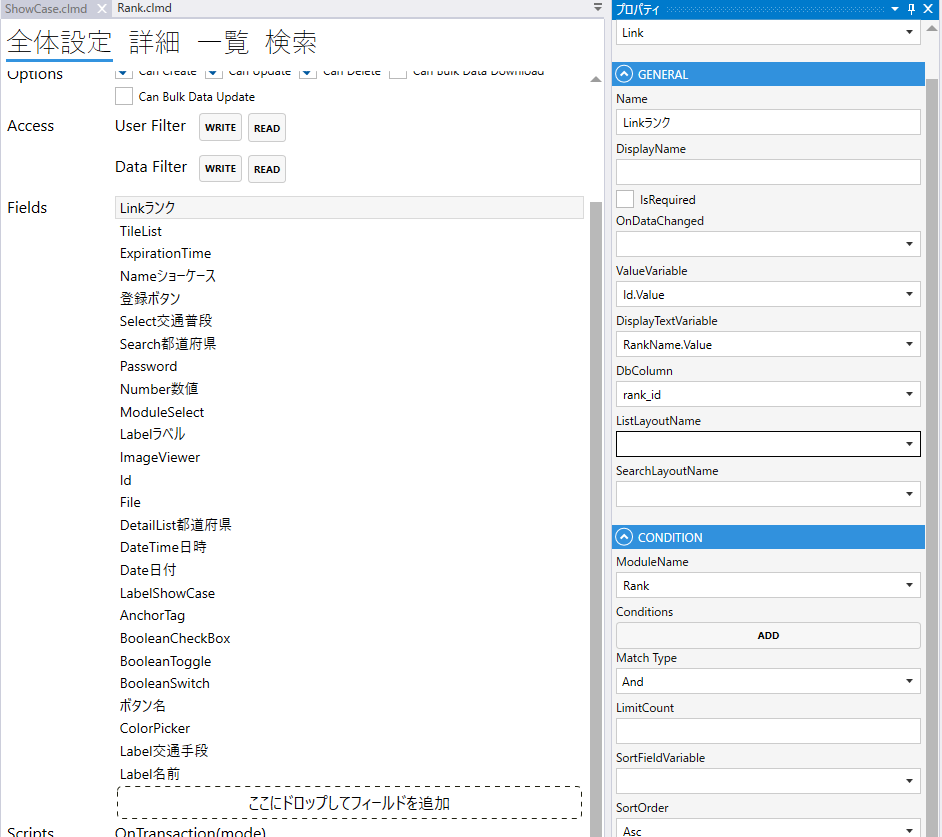 ShowCase.clmd
Rank.clmd
全体設定 詳細 一覧 検索
Options
Can Create
Can Update
Can Delete
Can Bulk Data Download
Can Bulk Data Update
Access
User Filter WRITE READ
Data Filter WRITE READ
Fields
Linkランク
TileList
ExpirationTime
Nameショーケース
登録ボタン
Select交通普段
Search都道府県
Password
Number数値
ModuleSelect
Labelラベル
ImageViewer
Id
File
DetailList都道府県
DateTime日時
Date日付
LabelShowCase
AnchorTag
BooleanCheckBox
BooleanToggle
BooleanSwitch
ボタン名
ColorPicker
Label交通手段
Label名前
ここにドロップしてフィールドを追加
Scripts
OnTransaction(mode)
プロパティ
Link
GENERAL
Name
Linkランク
DisplayName
IsRequired
OnDataChanged
ValueVariable
Id.Value
DisplayTextVariable
RankName.Value
DbColumn
rank_id
ListLayoutName
SearchLayoutName
CONDITION
ModuleName
Rank
Conditions
ADD
Match Type
And
LimitCount
SortFieldVariable
SortOrder
Asc